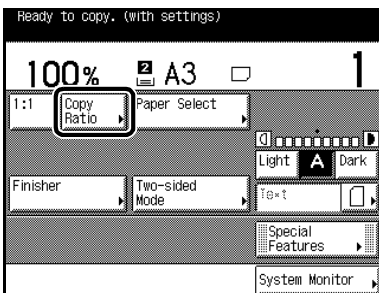 Ready to copy. (with settings)
100% 2 A3 1
1:1 Copy Ratio Paper Select
Light A Dark
Finisher Two-sided Mode Text
Special Features
System Monitor